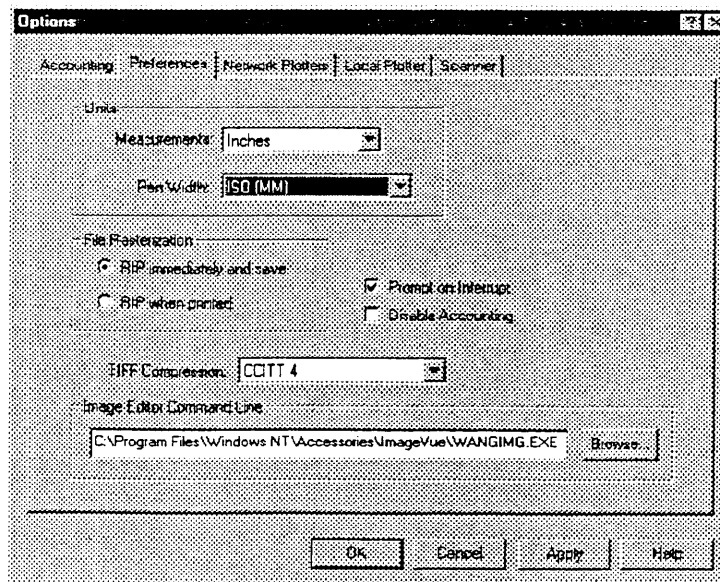 Options
Accounting Preferences Network Plotters Local Plotter Scanner
Units
Measurements: Inches
Pen Width: ISO (MM)
File Rasterization
RIP immediately and save
RIP when printed
Prompt on Interrupt
Disable Accounting
TIFF Compression: CCITT 4
Image Editor Command Line
C:\Program Files\Windows NT\Accessories\ImageVue\WANGIMG.EXE Browse...
OK Cancel Apply Help